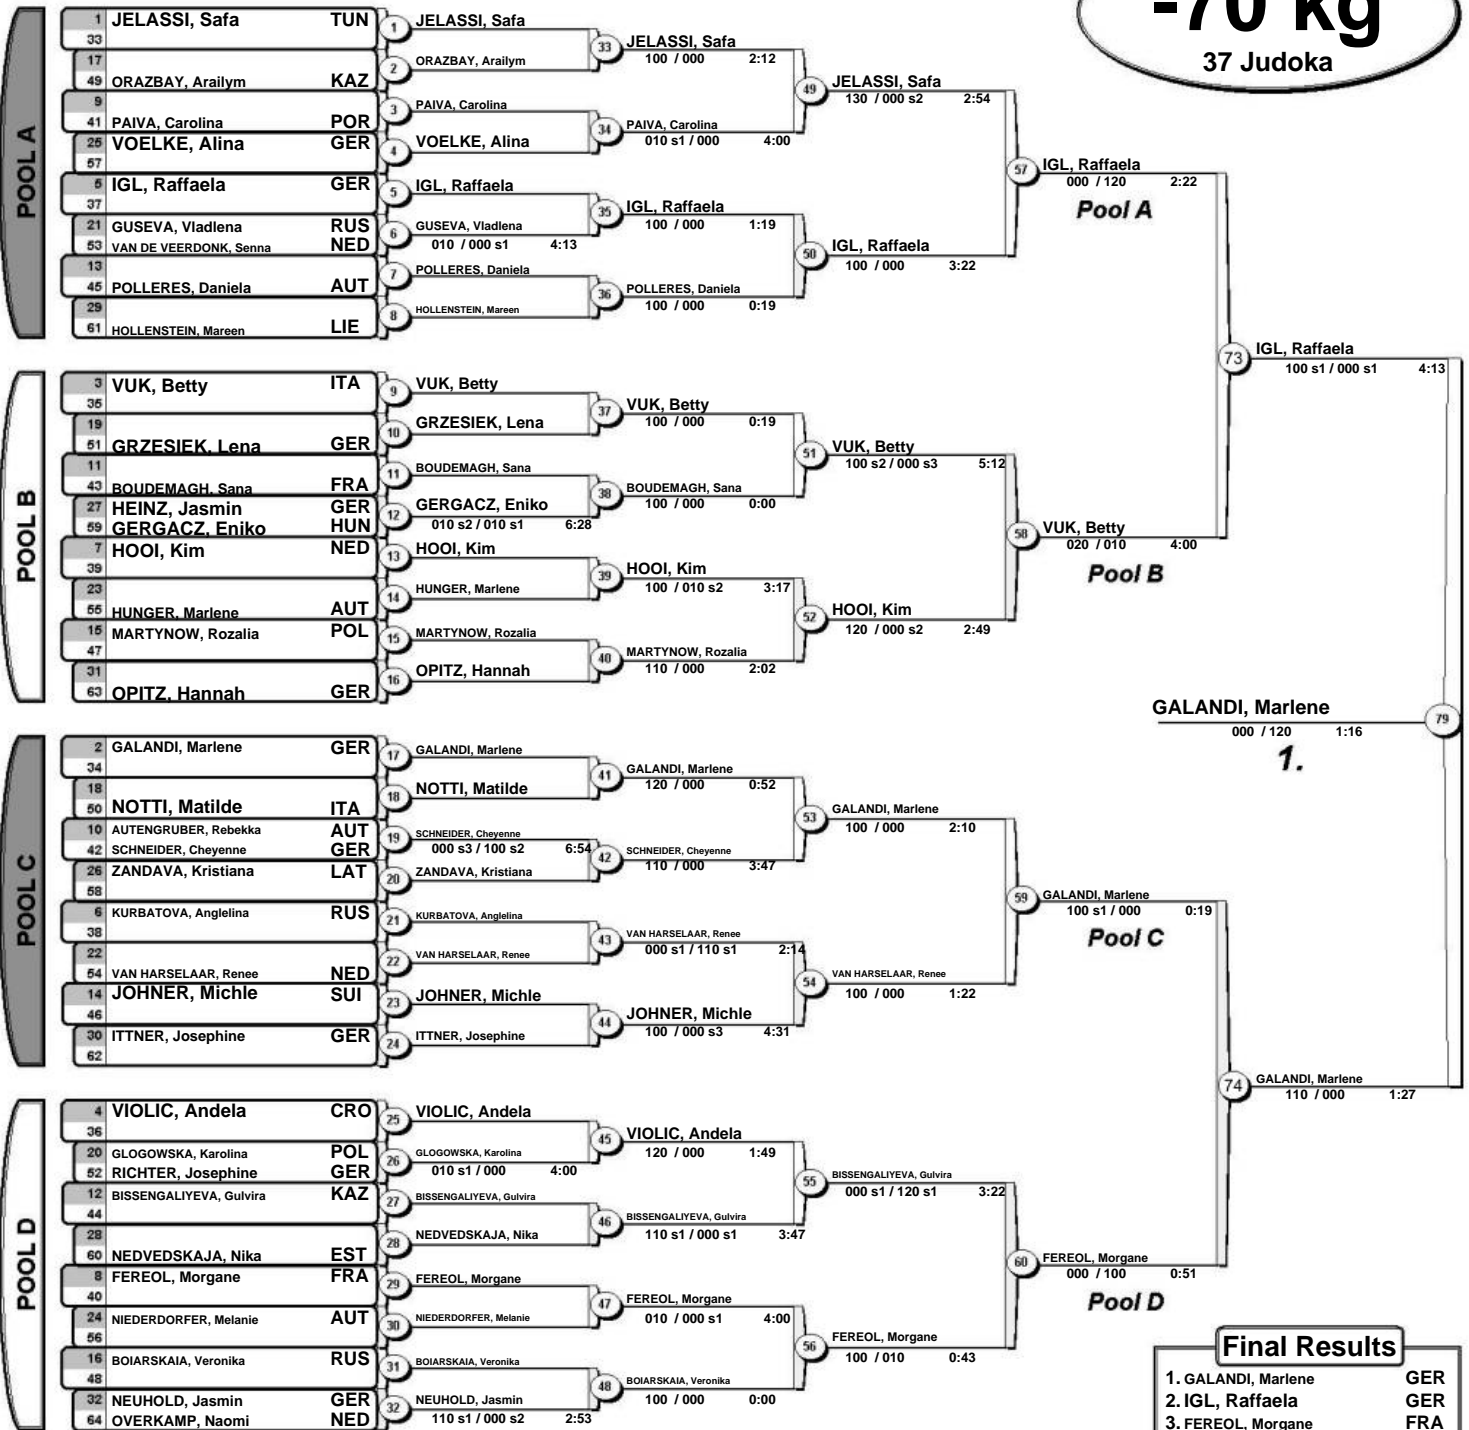 -70 kg
37 Judoka
POOL A
1 JELASSI, Safa TUN
33
17
49 ORAZBAY, Arailym KAZ
9
41 PAIVA, Carolina POR
25 VOELKE, Alina GER
57
5 IGL, Raffaela GER
37
21 GUSEVA, Vladlena RUS
53 VAN DE VEERDONK, Senna NED
13
45 POLLERES, Daniela AUT
29
61 HOLLENSTEIN, Mareen LIE
1 JELASSI, Safa
2 ORAZBAY, Arailym
3 PAIVA, Carolina
4 VOELKE, Alina
5 IGL, Raffaela
6 GUSEVA, Vladlena
010 / 000 s1 4:13
7 POLLERES, Daniela
8 HOLLENSTEIN, Mareen
33 JELASSI, Safa
100 / 000 2:12
34 PAIVA, Carolina
010 s1 / 000 4:00
35 IGL, Raffaela
100 / 000 1:19
36 POLLERES, Daniela
100 / 000 0:19
49 JELASSI, Safa
130 / 000 s2 2:54
50 IGL, Raffaela
100 / 000 3:22
57 IGL, Raffaela
000 / 120 2:22
Pool A
POOL B
3 VUK, Betty ITA
35
19
51 GRZESIEK, Lena GER
11
43 BOUDEMAGH, Sana FRA
27 HEINZ, Jasmin GER
59 GERGACZ, Eniko HUN
7 HOOI, Kim NED
39
23
55 HUNGER, Marlene AUT
15 MARTYNOW, Rozalia POL
47
31
63 OPITZ, Hannah GER
9 VUK, Betty
10 GRZESIEK, Lena
11 BOUDEMAGH, Sana
12 GERGACZ, Eniko
010 s2 / 010 s1 6:28
13 HOOI, Kim
14 HUNGER, Marlene
15 MARTYNOW, Rozalia
16 OPITZ, Hannah
37 VUK, Betty
100 / 000 0:19
38 BOUDEMAGH, Sana
100 / 000 0:00
39 HOOI, Kim
100 / 010 s2 3:17
40 MARTYNOW, Rozalia
110 / 000 2:02
51 VUK, Betty
100 s2 / 000 s3 5:12
52 HOOI, Kim
120 / 000 s2 2:49
58 VUK, Betty
020 / 010 4:00
Pool B
73 IGL, Raffaela
100 s1 / 000 s1 4:13
GALANDI, Marlene 79
000 / 120 1:16
1.
POOL C
2 GALANDI, Marlene GER
34
18
50 NOTTI, Matilde ITA
10 AUTENGRUBER, Rebekka AUT
42 SCHNEIDER, Cheyenne GER
26 ZANDAVA, Kristiana LAT
58
6 KURBATOVA, Anglelina RUS
38
22
54 VAN HARSELAAR, Renee NED
14 JOHNER, Michle SUI
46
30 ITTNER, Josephine GER
62
17 GALANDI, Marlene
18 NOTTI, Matilde
19 SCHNEIDER, Cheyenne
000 s3 / 100 s2 6:54
20 ZANDAVA, Kristiana
21 KURBATOVA, Anglelina
22 VAN HARSELAAR, Renee
23 JOHNER, Michle
24 ITTNER, Josephine
41 GALANDI, Marlene
120 / 000 0:52
42 SCHNEIDER, Cheyenne
110 / 000 3:47
43 VAN HARSELAAR, Renee
000 s1 / 110 s1 2:14
44 JOHNER, Michle
100 / 000 s3 4:31
53 GALANDI, Marlene
100 / 000 2:10
54 VAN HARSELAAR, Renee
100 / 000 1:22
59 GALANDI, Marlene
100 s1 / 000 0:19
Pool C
74 GALANDI, Marlene
110 / 000 1:27
POOL D
4 VIOLIC, Andela CRO
36
20 GLOGOWSKA, Karolina POL
52 RICHTER, Josephine GER
12 BISSENGALIYEVA, Gulvira KAZ
44
28
60 NEDVEDSKAJA, Nika EST
8 FEREOL, Morgane FRA
40
24 NIEDERDORFER, Melanie AUT
56
16 BOIARSKAIA, Veronika RUS
48
32 NEUHOLD, Jasmin GER
64 OVERKAMP, Naomi NED
25 VIOLIC, Andela
26 GLOGOWSKA, Karolina
010 s1 / 000 4:00
27 BISSENGALIYEVA, Gulvira
28 NEDVEDSKAJA, Nika
29 FEREOL, Morgane
30 NIEDERDORFER, Melanie
31 BOIARSKAIA, Veronika
32 NEUHOLD, Jasmin
110 s1 / 000 s2 2:53
45 VIOLIC, Andela
120 / 000 1:49
46 BISSENGALIYEVA, Gulvira
110 s1 / 000 s1 3:47
47 FEREOL, Morgane
010 / 000 s1 4:00
48 BOIARSKAIA, Veronika
100 / 000 0:00
55 BISSENGALIYEVA, Gulvira
000 s1 / 120 s1 3:22
56 FEREOL, Morgane
100 / 010 0:43
60 FEREOL, Morgane
000 / 100 0:51
Pool D
Final Results
1. GALANDI, Marlene GER
2. IGL, Raffaela GER
3. FEREOL, Morgane FRA